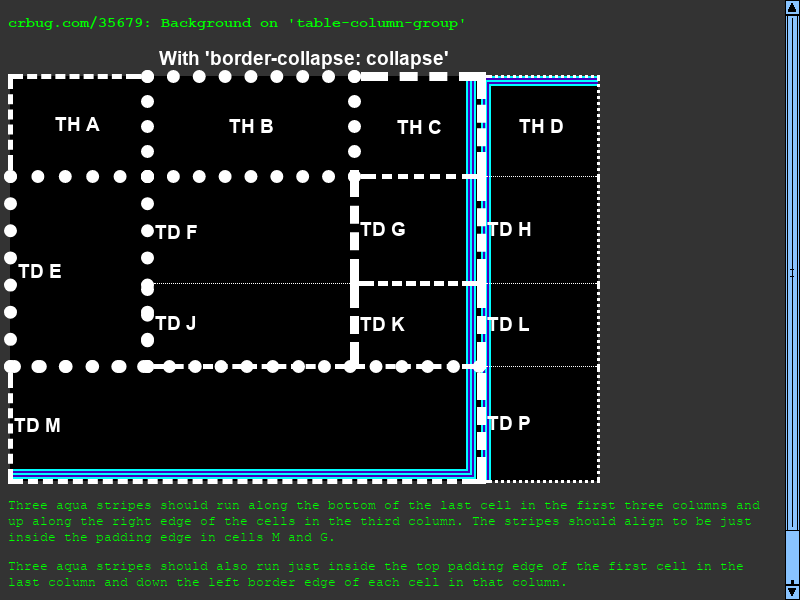 crbug.com/35679: Background on 'table-column-group'
With 'border-collapse: collapse'
TH A TH B TH C TH D
TD E TD F TD G TD H
TD J TD K TD L
TD M TD P
Three aqua stripes should run along the bottom of the last cell in the first three columns and
up along the right edge of the cells in the third column. The stripes should align to be just
inside the padding edge in cells M and G.
Three aqua stripes should also run just inside the top padding edge of the first cell in the
last column and down the left border edge of each cell in that column.